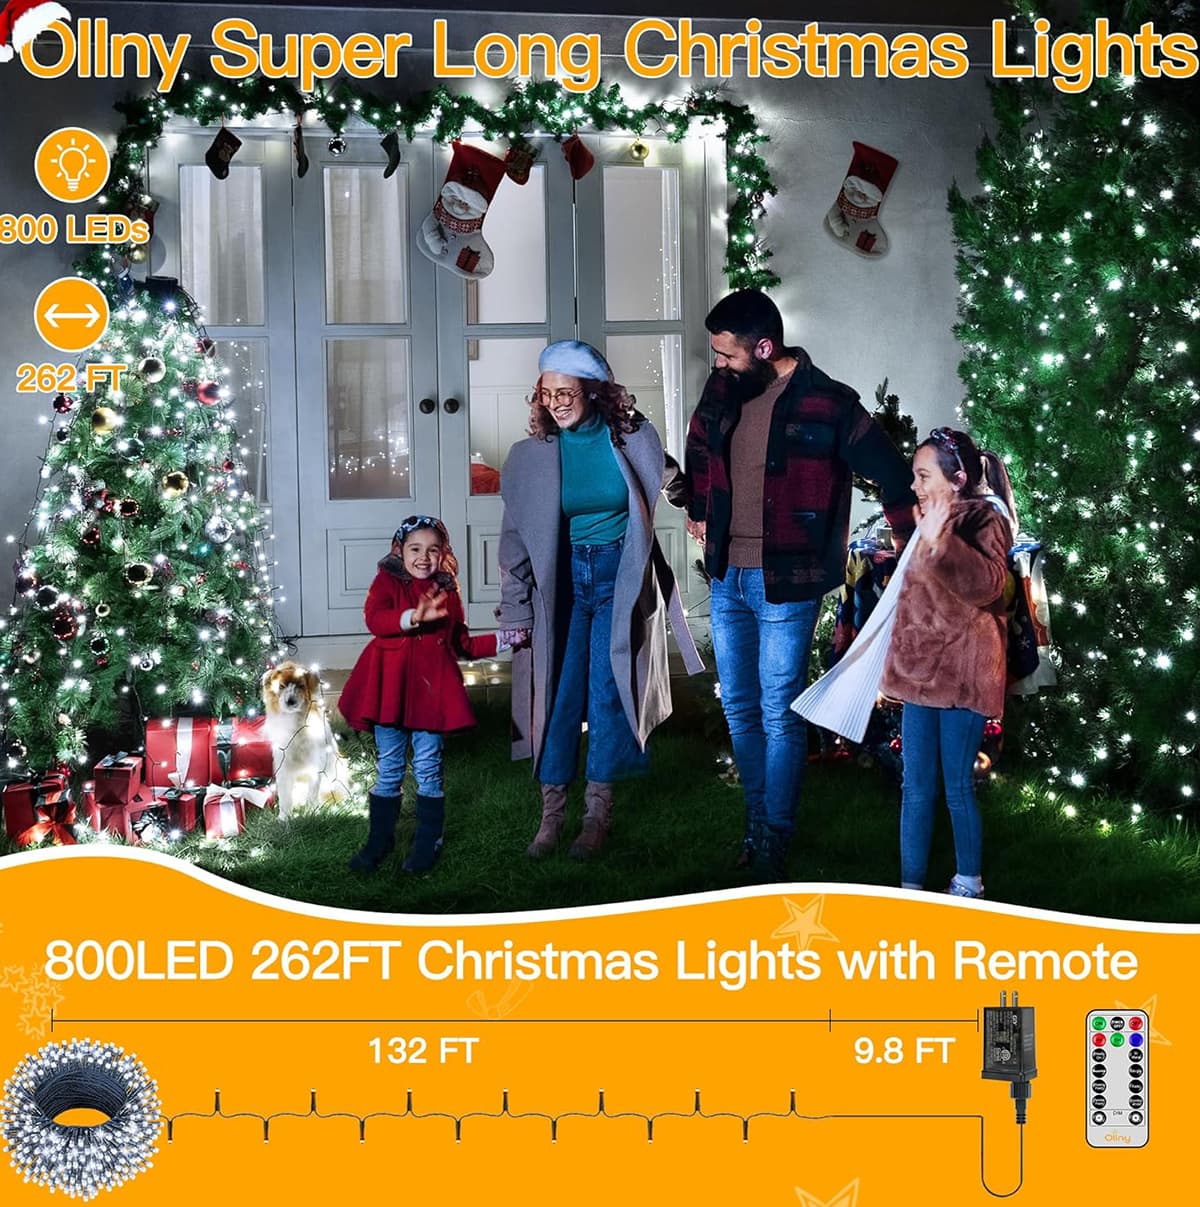 Ollny Super Long Christmas Lights
800 LEDs
262 FT
800LED 262FT Christmas Lights with Remote
132 FT
9.8 FT
DIM
Ollny